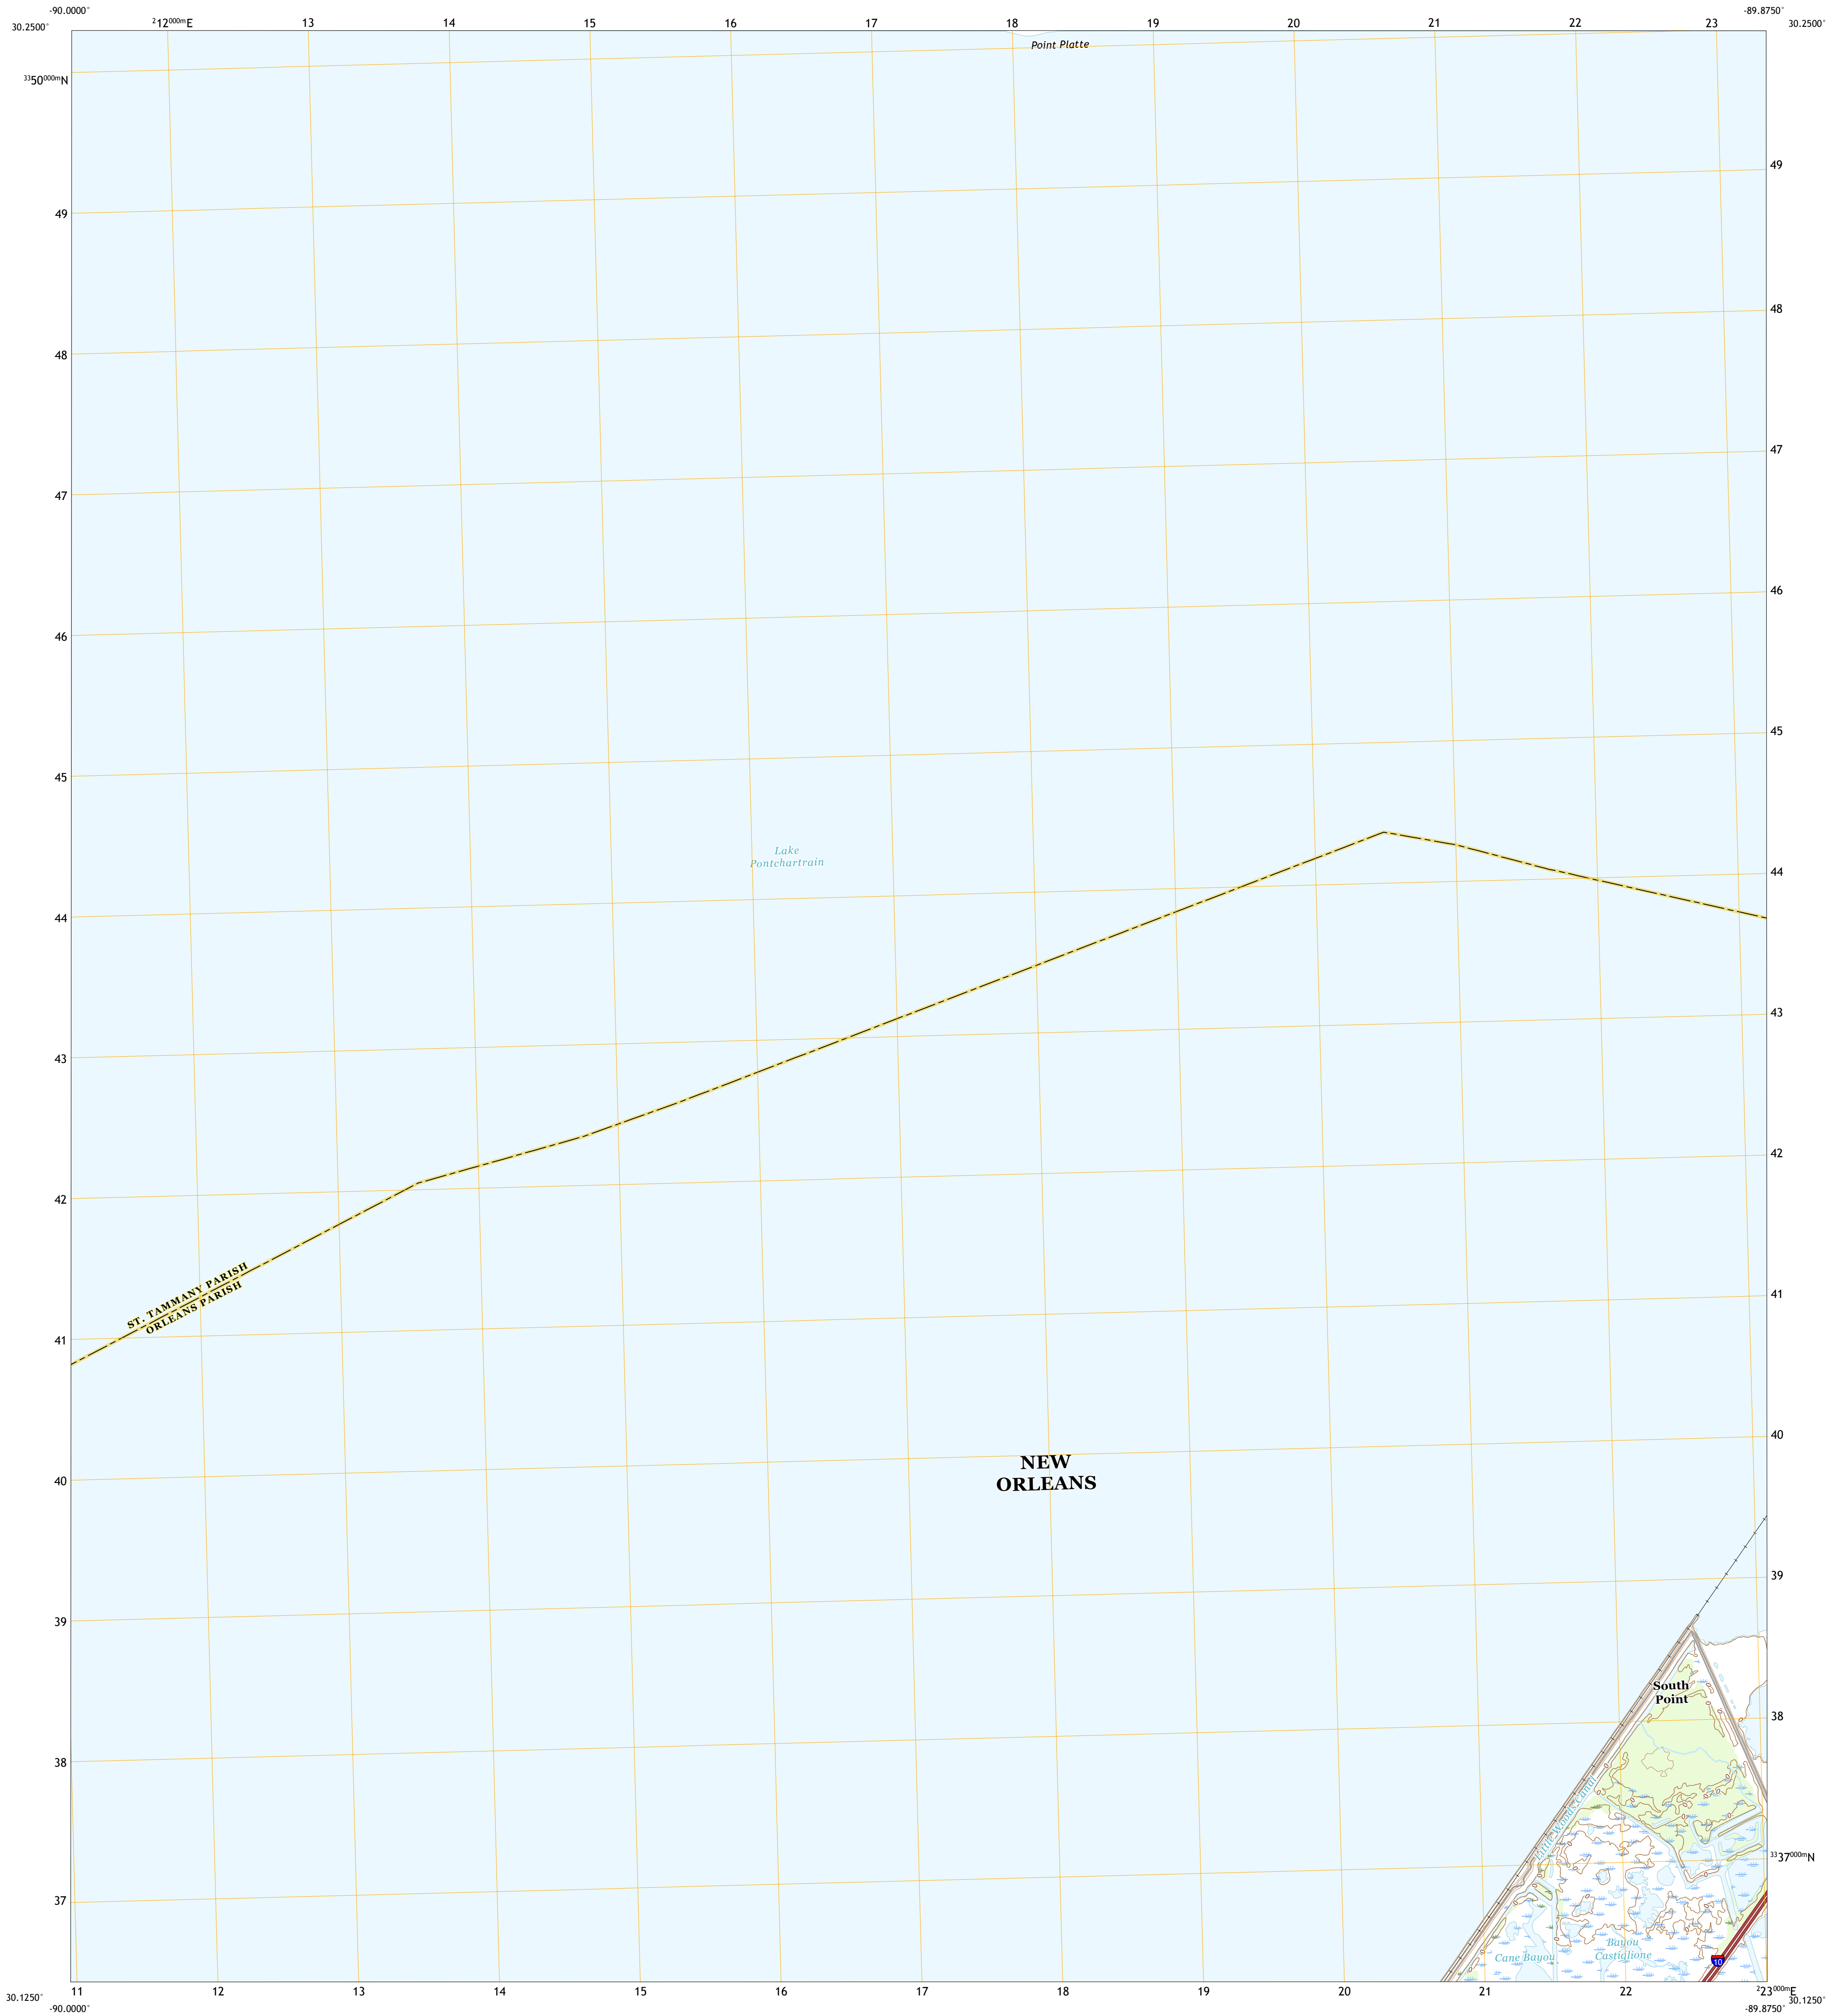 -90.0000°
-89.8750°
30.2500°
²12⁰⁰⁰ᵐE 13 14 15 16 17 18 19 20 21 22 23
30.2500°
Point Platte
³³50⁰⁰⁰ᵐN
49
49
48
48
47
47
46
46
45
45
Lake
Pontchartrain
44
44
43
43
42
42
ST. TAMMANY PARISH
ORLEANS PARISH
41
41
40
NEW
ORLEANS
40
39
39
South
Point
38
38
Little Woods Canal
³³37⁰⁰⁰ᵐN
37
Bayou
Castiglione
Cane Bayou
10
11 12 13 14 15 16 17 18 19 20 21 22 ²23⁰⁰⁰ᵐE
30.1250°
30.1250°
-90.0000°
-89.8750°